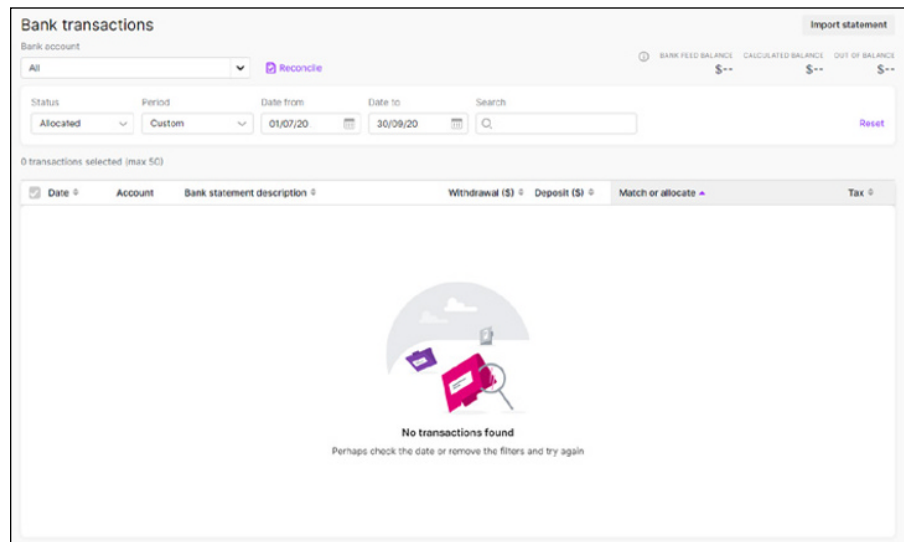 Bank transactions
Import statement
Bank account
All
Reconcile
BANK FEED BALANCE CALCULATED BALANCE OUT OF BALANCE
$-- $-- $--
Status Period Date from Date to Search
Allocated Custom 01/07/20 30/09/20
Reset
0 transactions selected (max 50)
Date Account Bank statement description Withdrawal ($) Deposit ($) Match or allocate Tax
No transactions found
Perhaps check the date or remove the filters and try again